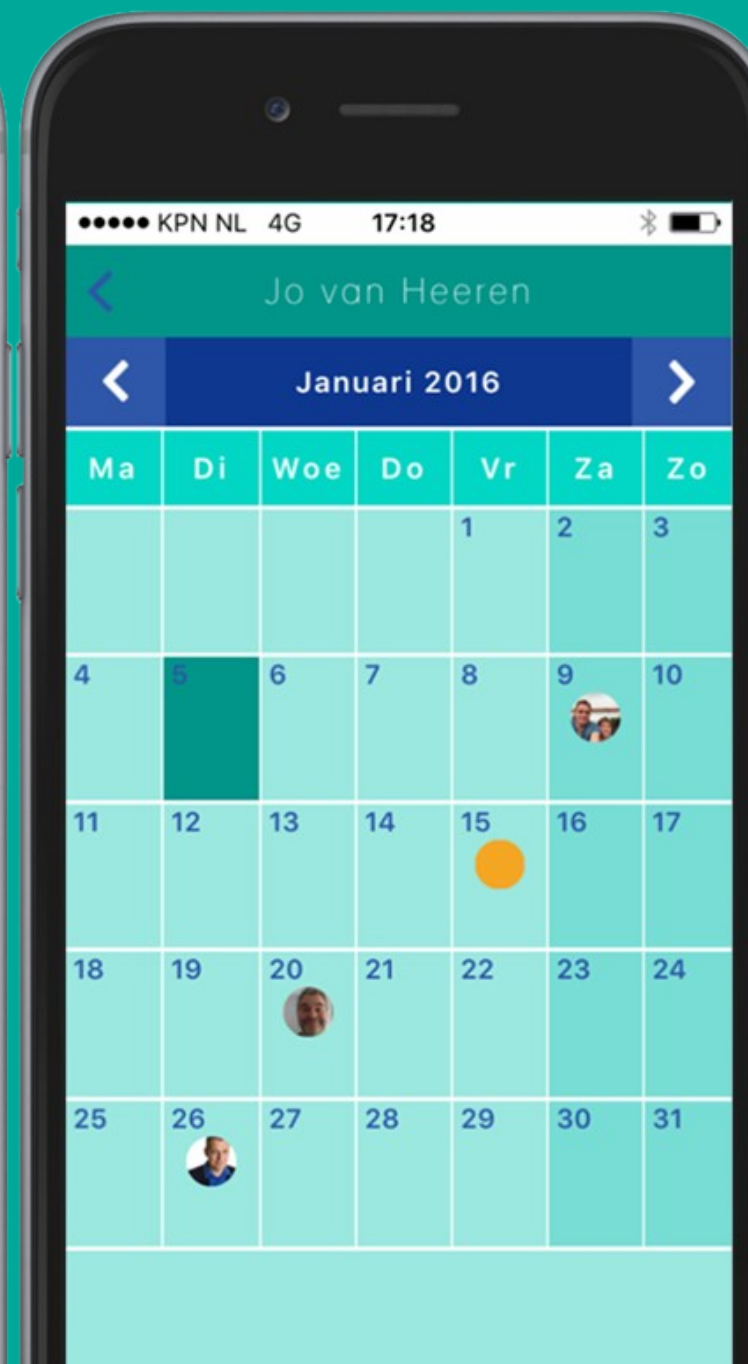 KPN NL 4G 17:18
Jo van Heeren
Januari 2016
Ma Di Woe Do Vr Za Zo
1 2 3
4 5 6 7 8 9 10
11 12 13 14 15 16 17
18 19 20 21 22 23 24
25 26 27 28 29 30 31